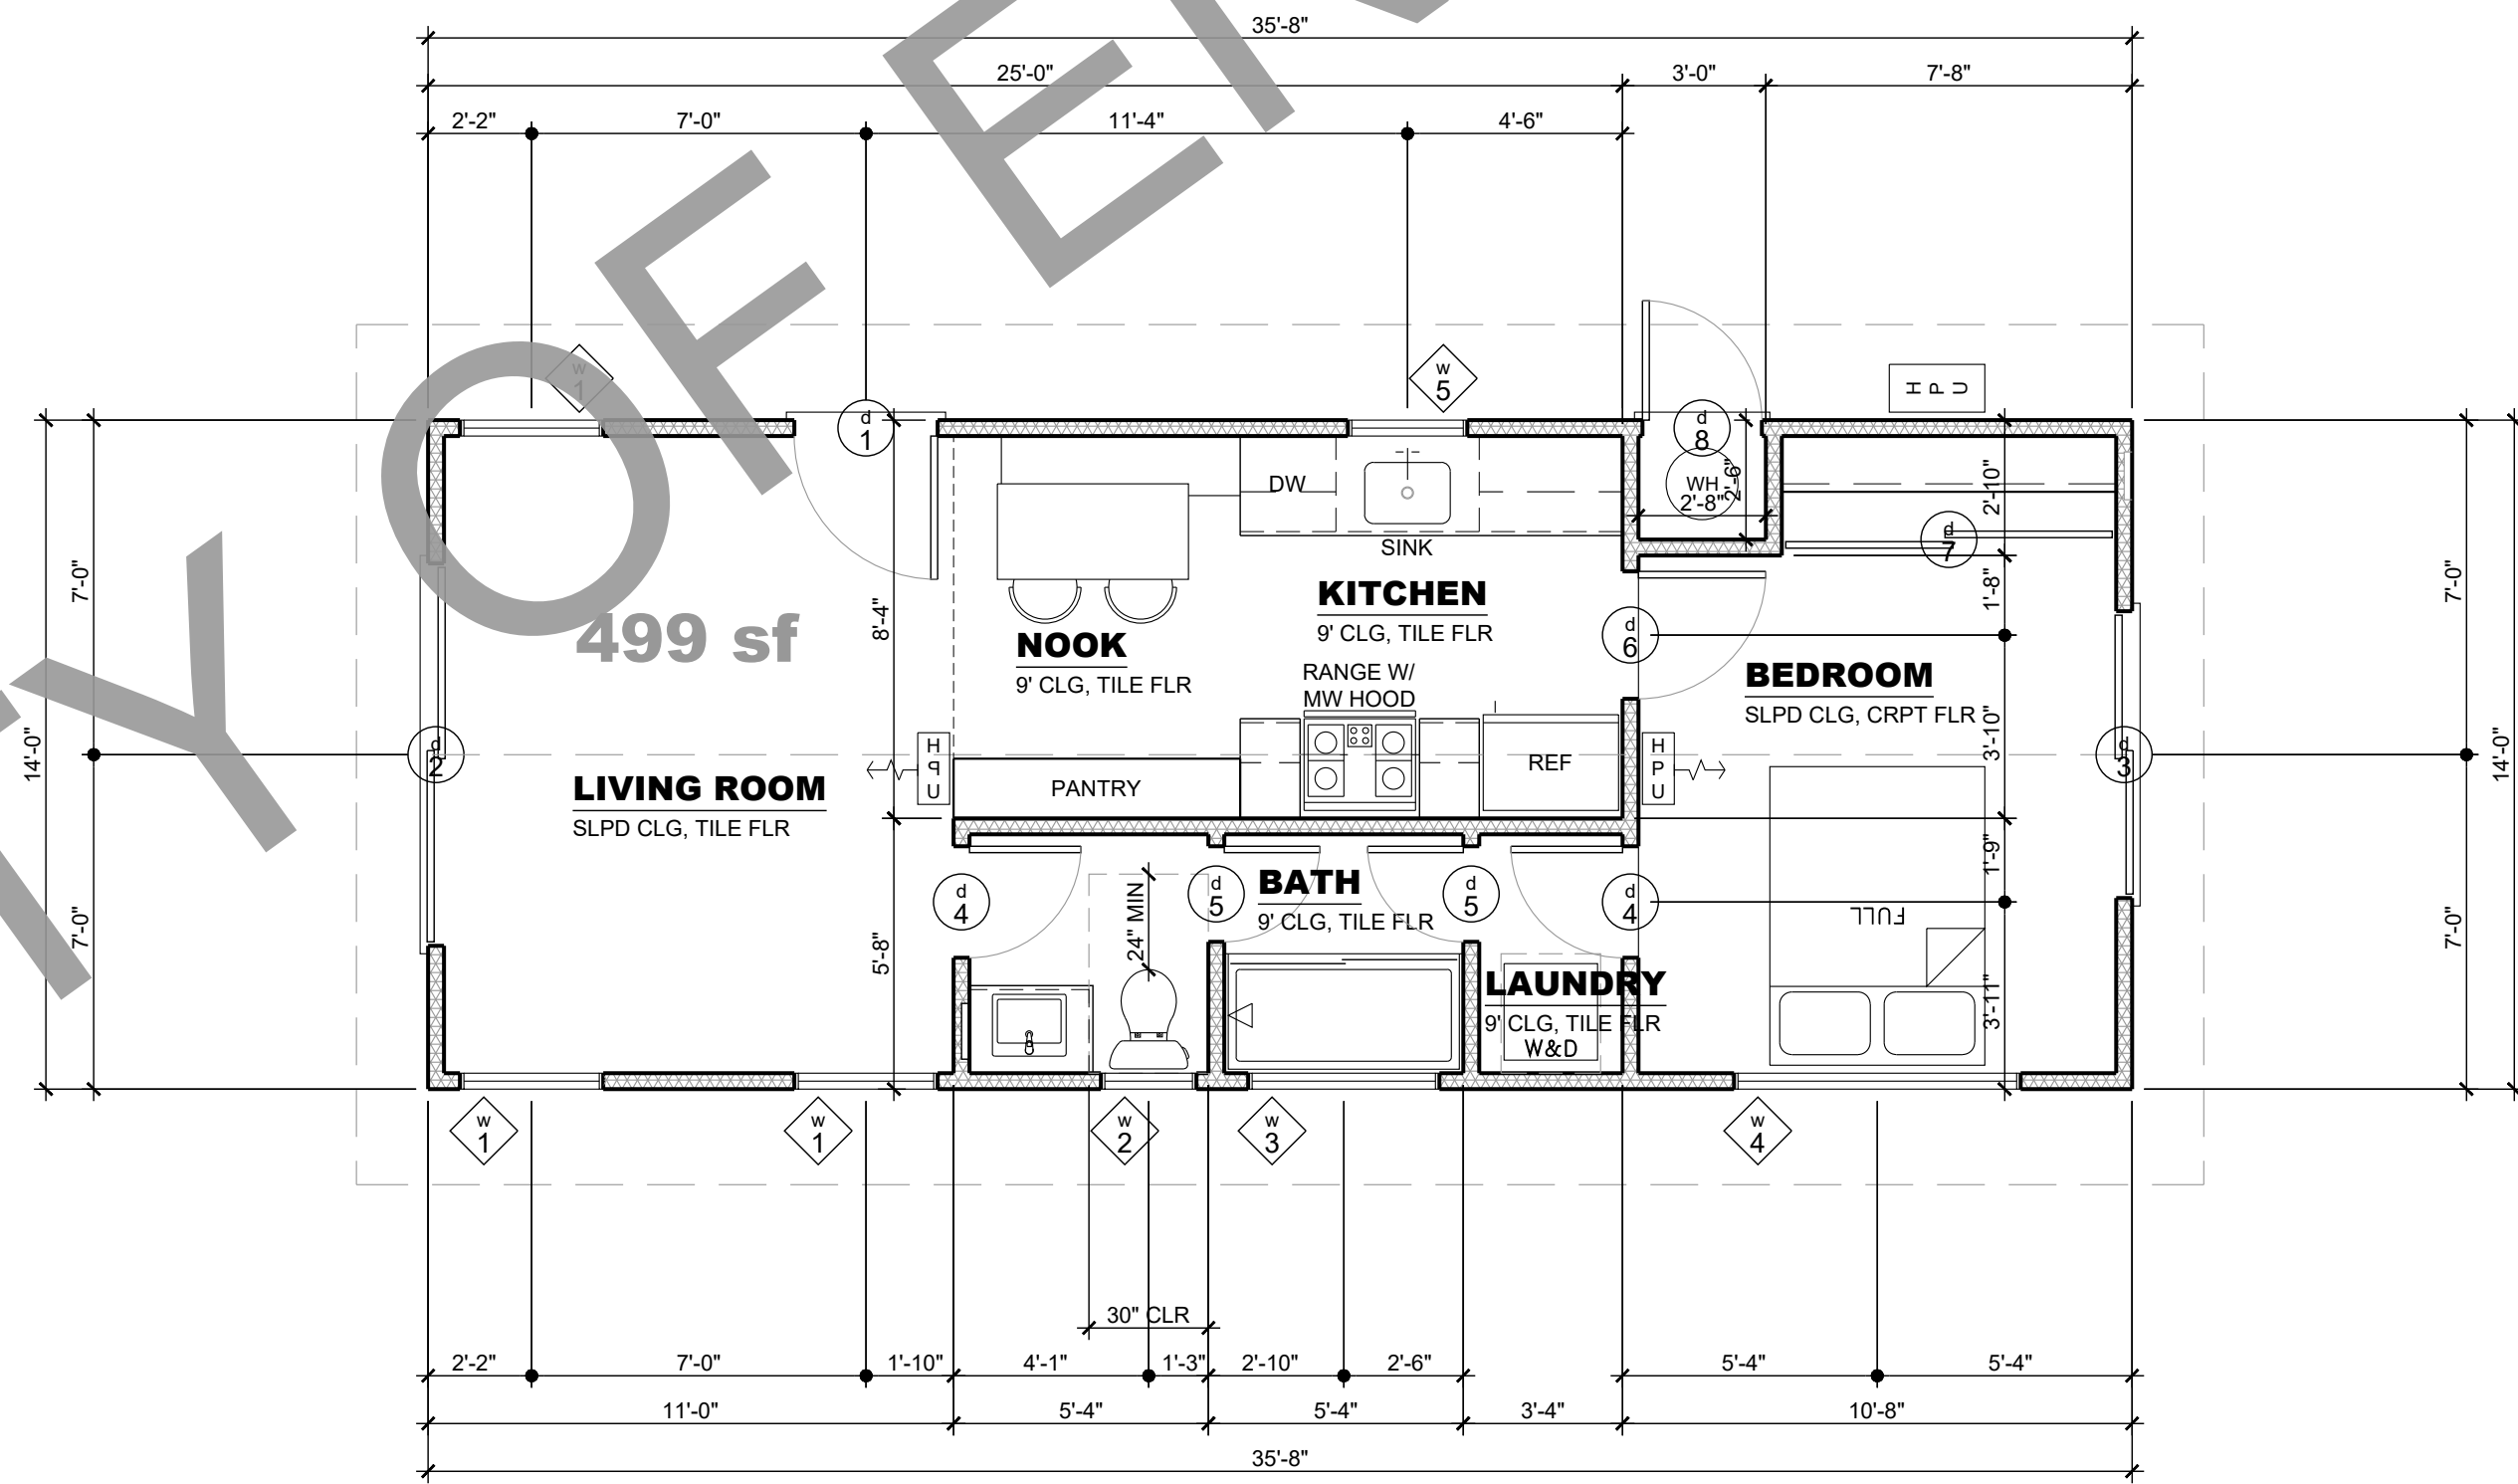 35'-8"
25'-0"
3'-0"
7'-8"
2'-2"
7'-0"
11'-4"
4'-6"
Y OF
w
1
w
5
H P U
d
1
d
8
WH
2'-8"
2'-6"
2'-10"
DW
SINK
d
7
7'-0"
14'-0"
7'-0"
499 sf
8'-4"
NOOK
9' CLG, TILE FLR
KITCHEN
9' CLG, TILE FLR
RANGE W/
MW HOOD
d
6
1'-8"
BEDROOM
SLPD CLG, CRPT FLR
7'-0"
14'-0"
7'-0"
3'-10"
d
2
LIVING ROOM
SLPD CLG, TILE FLR
H
P
U
PANTRY
REF
H
P
U
d
3
5'-8"
d
4
24" MIN
d
5
BATH
9' CLG, TILE FLR
d
5
d
4
1'-9"
FULL
LAUNDRY
9' CLG, TILE FLR
W&D
3'-11"
w
1
w
1
w
2
w
3
w
4
30" CLR
2'-2"
7'-0"
1'-10"
4'-1"
1'-3"
2'-10"
2'-6"
5'-4"
5'-4"
11'-0"
5'-4"
5'-4"
3'-4"
10'-8"
35'-8"